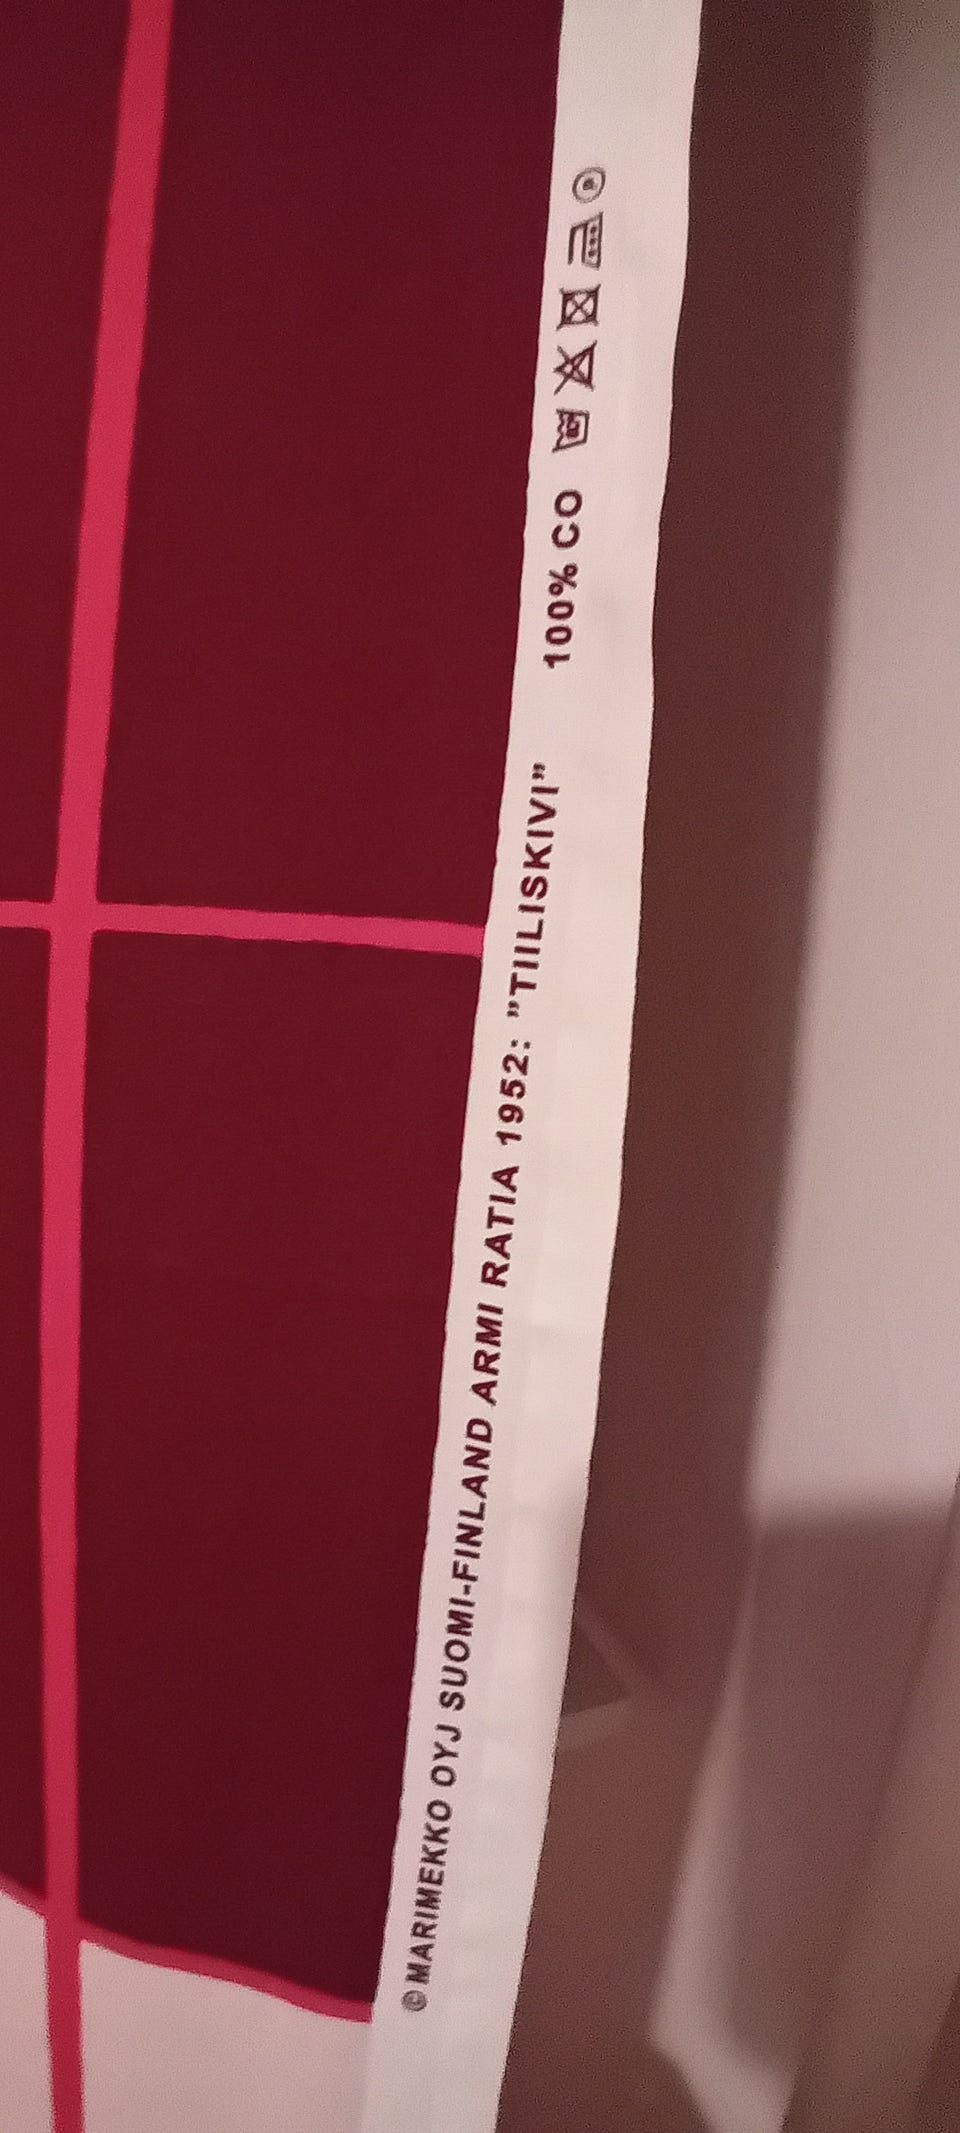 ©MARIMEKKO OYJ SUOMI-FINLAND ARMI RATIA 1952: "TIILISKIVI" 100% CO